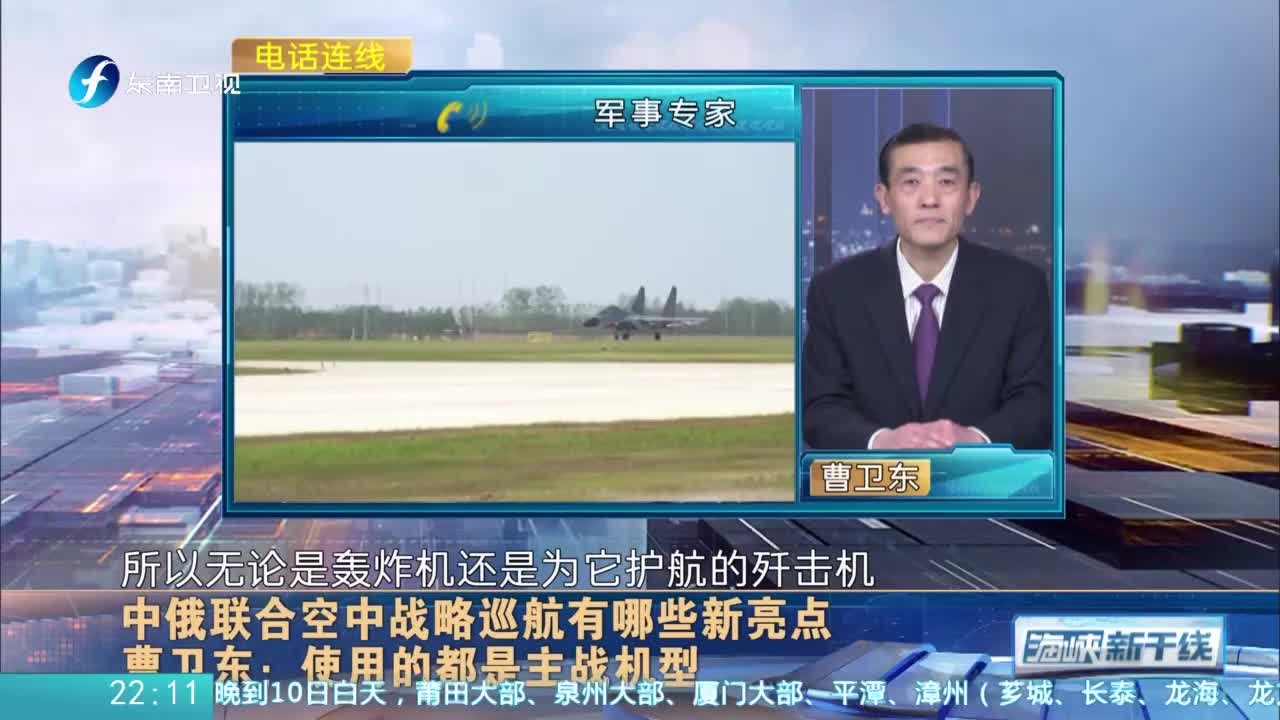 电话连线
东南卫视
军事专家
曹卫东
所以无论是轰炸机还是为它护航的歼击机
中俄联合空中战略巡航有哪些新亮点
曹卫东：使用的都是主战机型
海峡新干线
22:11 晚到10日白天，莆田大部、泉州大部、厦门大部、平潭、漳州（芗城、长泰、龙海、龙